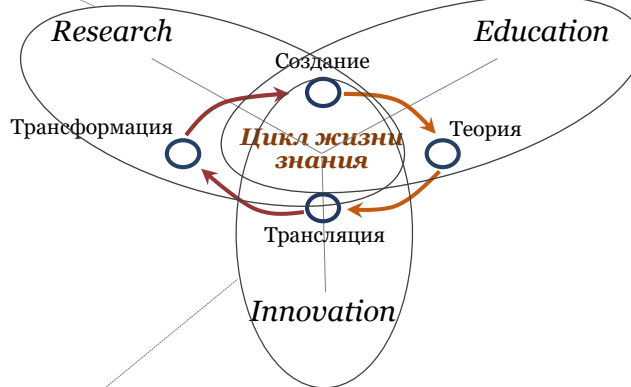 Research
Education
Создание
Трансформация
Теория
Цикл жизни
знания
Трансляция
Innovation